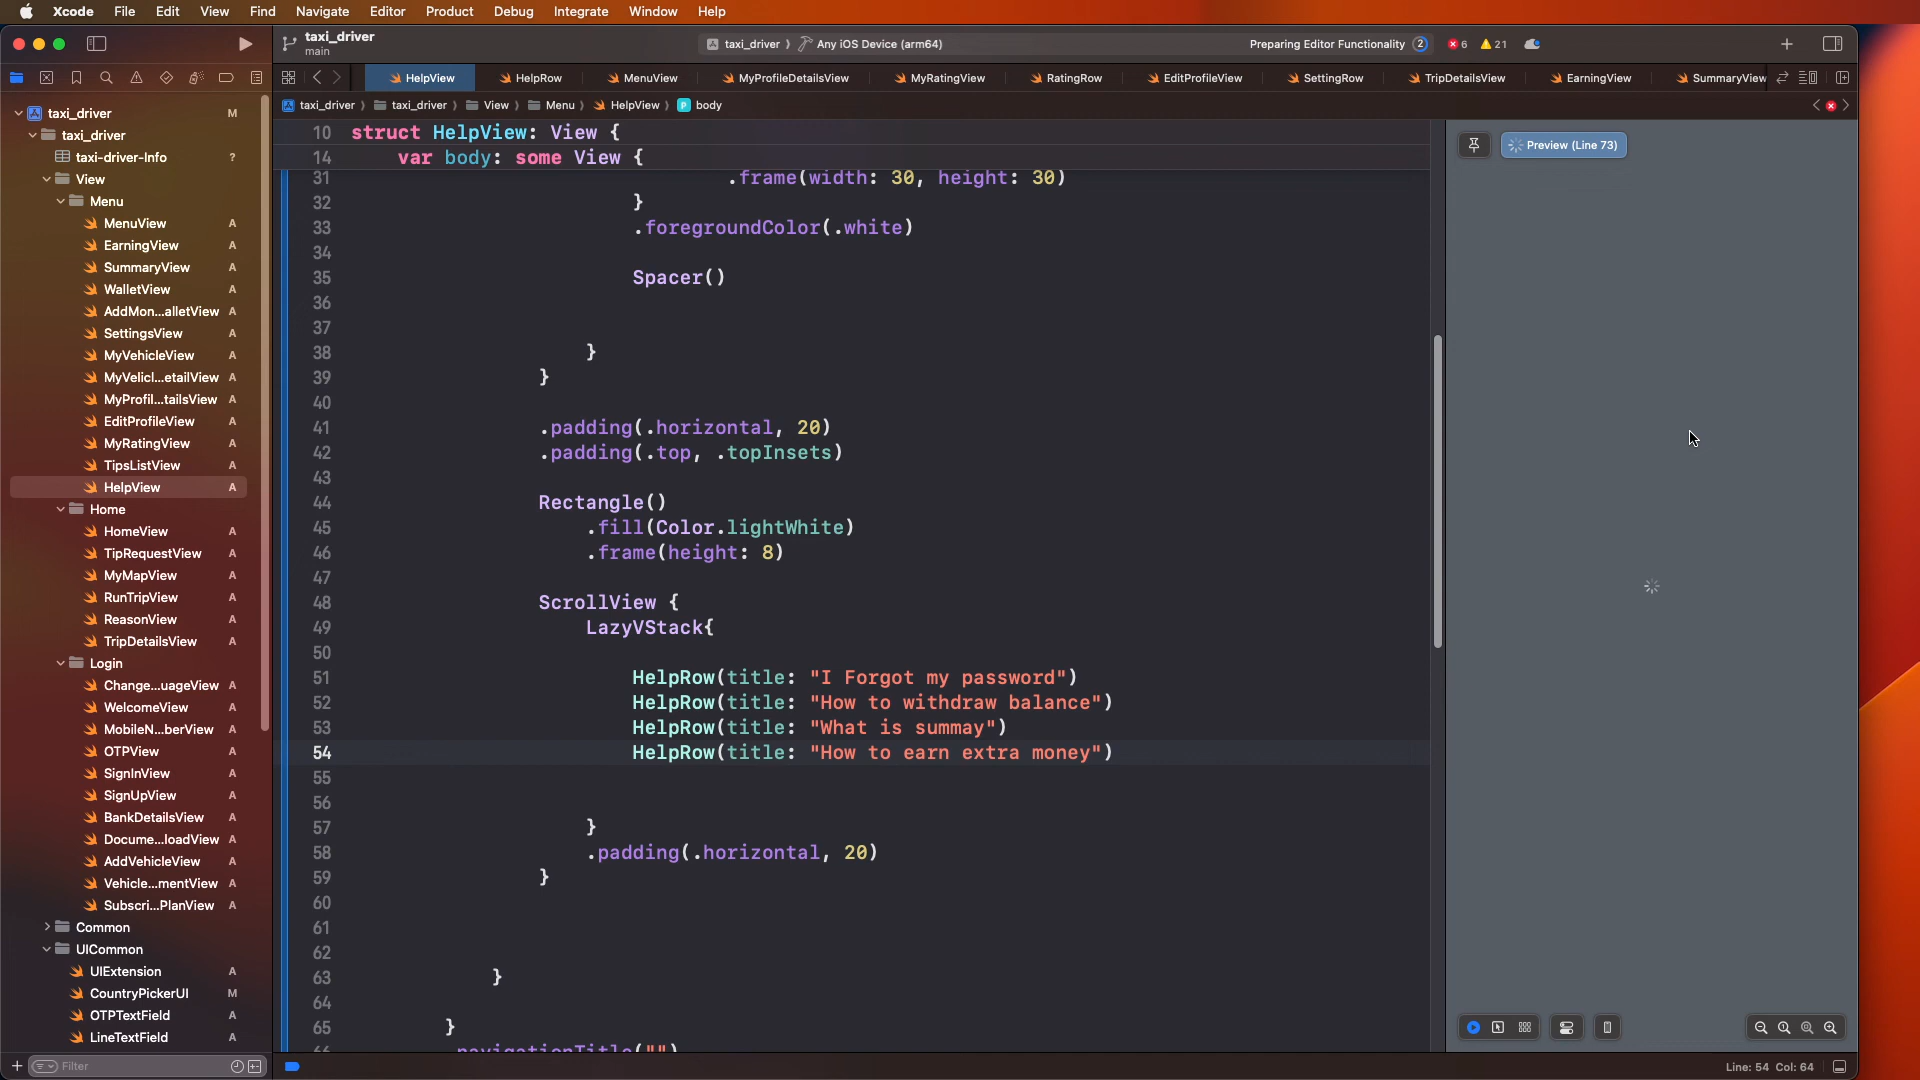 Xcode File Edit View Find Navigate Editor Product Debug Integrate Window Help
taxi_driver
main
taxi_driver Any iOS Device (arm64)
Preparing Editor Functionality 2 6 21
HelpView HelpRow MenuView MyProfileDetailsView MyRatingView RatingRow EditProfileView SettingRow TripDetailsView EarningView SummaryView
taxi_driver taxi_driver View Menu HelpView P body
taxi_driver M
taxi_driver
taxi-driver-Info ?
View
Menu
MenuView A
EarningView A
SummaryView A
WalletView A
AddMon...alletView A
SettingsView A
MyVehicleView A
MyVelicl...etailView A
MyProfil...tailsView A
EditProfileView A
MyRatingView A
TipsListView A
HelpView A
Home
HomeView A
TipRequestView A
MyMapView A
RunTripView A
ReasonView A
TripDetailsView A
Login
Change...uageView A
WelcomeView A
MobileN...berView A
OTPView A
SignInView A
SignUpView A
BankDetailsView A
Docume...loadView A
AddVehicleView A
Vehicle...mentView A
Subscri...PlanView A
Common
UICommon
UIExtension A
CountryPickerUI M
OTPTextField A
LineTextField A
Filter
10 struct HelpView: View {
14 var body: some View {
31 .frame(width: 30, height: 30)
32 }
33 .foregroundColor(.white)
34
35 Spacer()
36
37
38 }
39 }
40
41 .padding(.horizontal, 20)
42 .padding(.top, .topInsets)
43
44 Rectangle()
45 .fill(Color.lightWhite)
46 .frame(height: 8)
47
48 ScrollView {
49 LazyVStack{
50
51 HelpRow(title: "I Forgot my password")
52 HelpRow(title: "How to withdraw balance")
53 HelpRow(title: "What is summay")
54 HelpRow(title: "How to earn extra money")
55
56
57 }
58 .padding(.horizontal, 20)
59 }
60
61
62
63 }
64
65 }
66 .navigationTitle("")
Preview (Line 73)
Line: 54 Col: 64